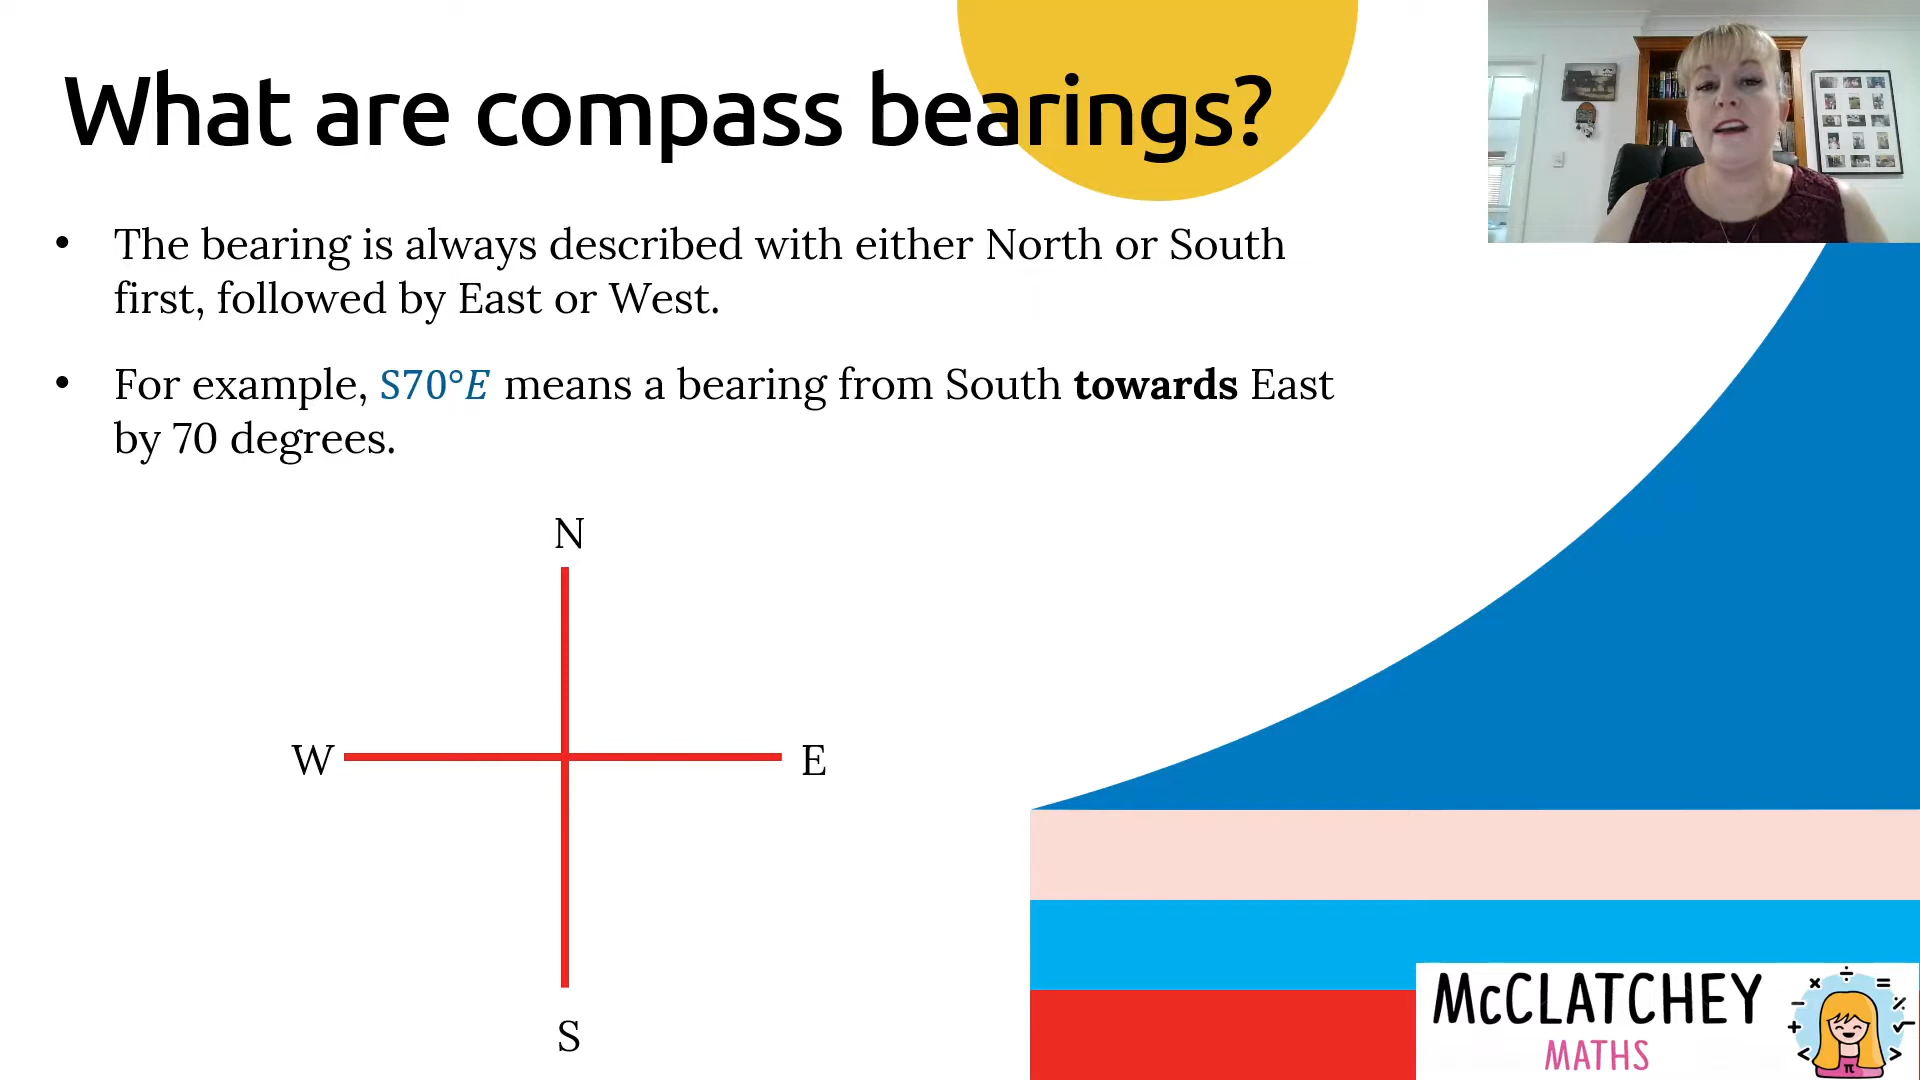 What are compass bearings?
• The bearing is always described with either North or South
first, followed by East or West.
• For example, S70°E means a bearing from South towards East
by 70 degrees.
N
W E
S
McCLATCHEY
MATHS
× ÷ =
− ٪
+ √
< >
π